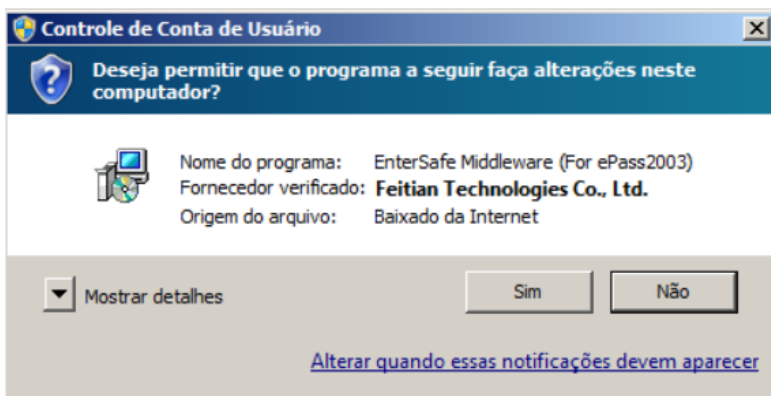 Controle de Conta de Usuário
Deseja permitir que o programa a seguir faça alterações neste
computador?
Nome do programa: EnterSafe Middleware (For ePass2003)
Fornecedor verificado: Feitian Technologies Co., Ltd.
Origem do arquivo: Baixado da Internet
Mostrar detalhes Sim Não
Alterar quando essas notificações devem aparecer